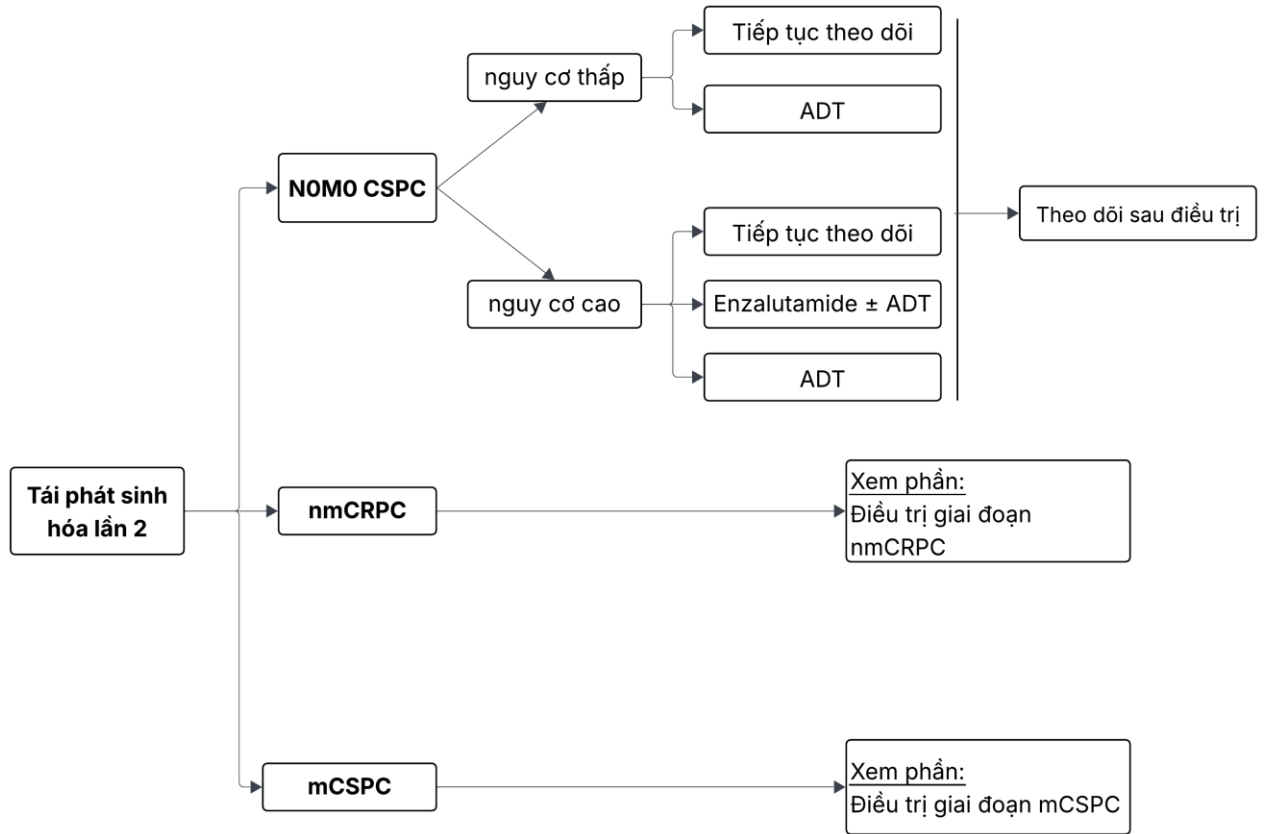 Tiếp tục theo dõi
nguy cơ thấp
ADT
N0M0 CSPC
Tiếp tục theo dõi
nguy cơ cao
Enzalutamide ± ADT
ADT
Theo dõi sau điều trị
Tái phát sinh
hóa lần 2
nmCRPC
Xem phần:
Điều trị giai đoạn
nmCRPC
mCSPC
Xem phần:
Điều trị giai đoạn mCSPC